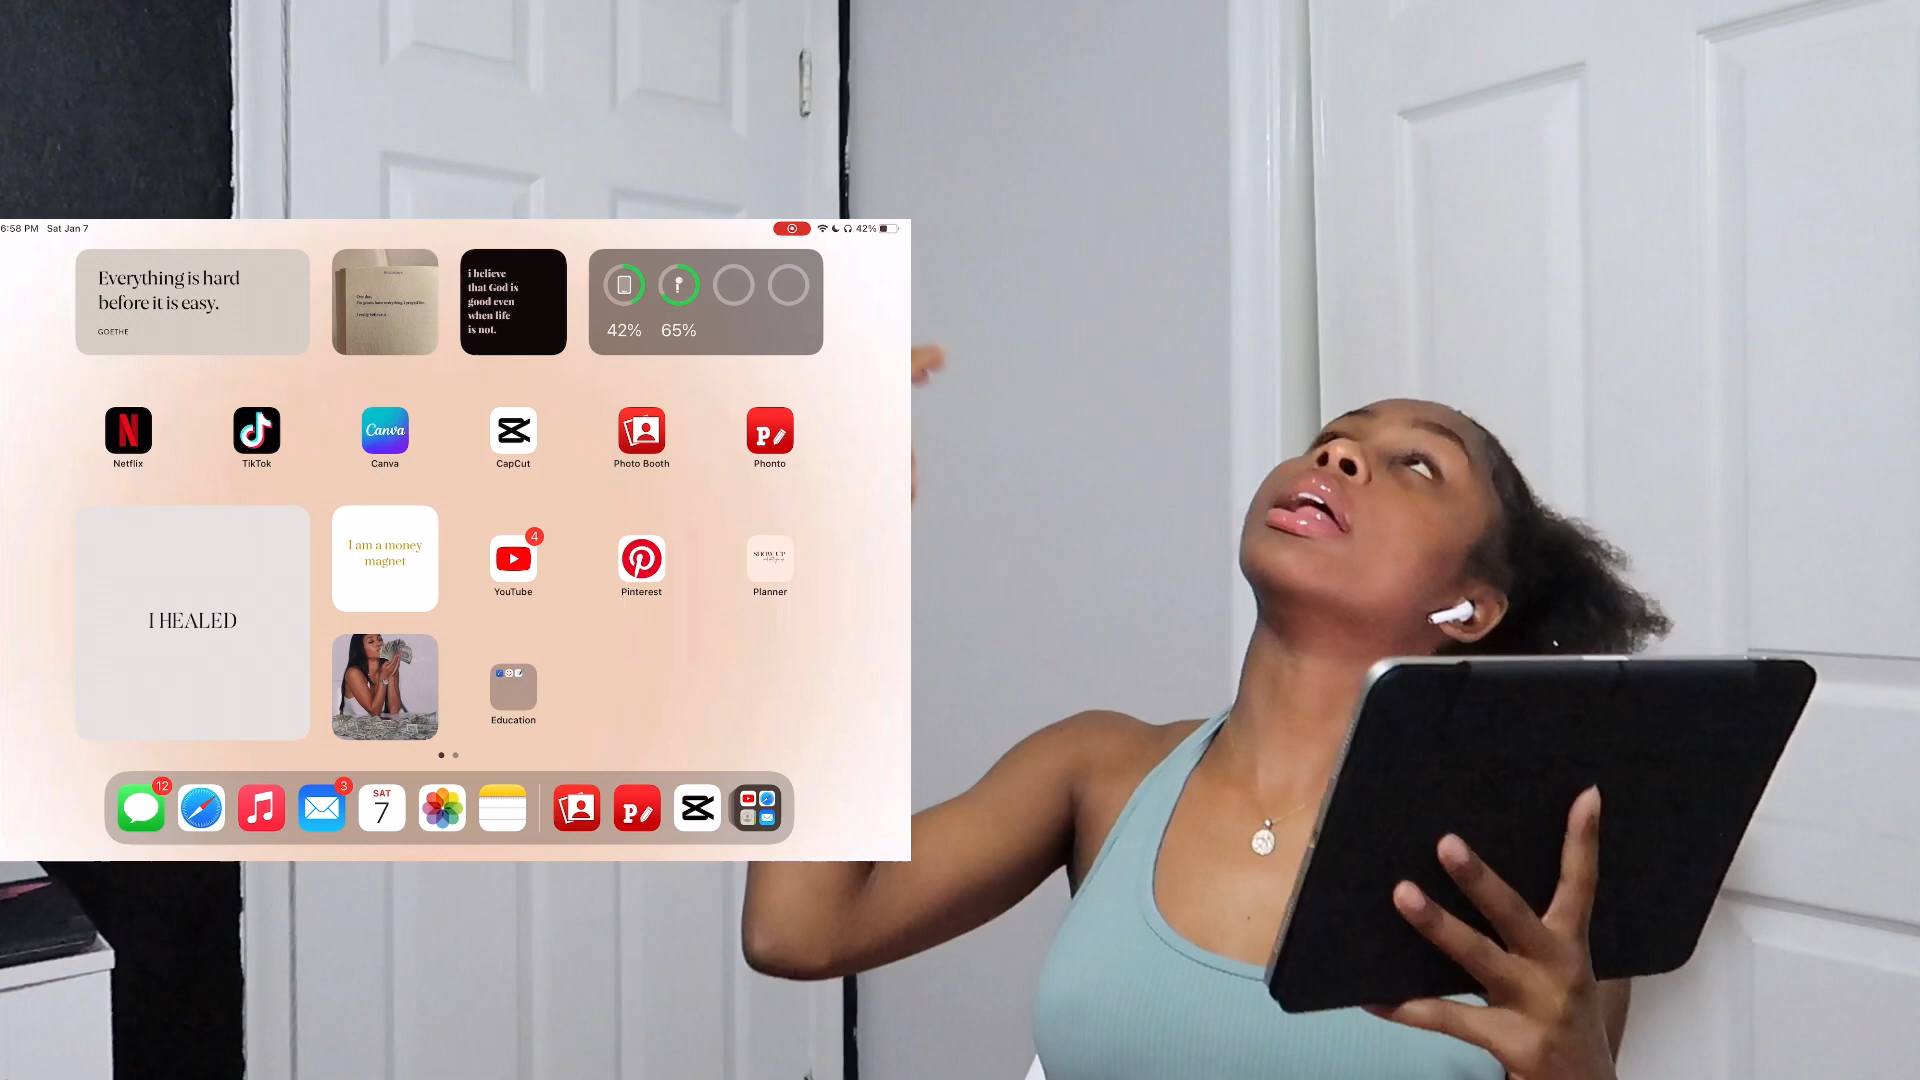 6:58 PM Sat Jan 7
42%
Everything is hard
before it is easy.
GOETHE
i believe
that God is
good even
when life
is not.
42% 65%
N
Canva
P
Netflix
TikTok
Canva
CapCut
Photo Booth
Phonto
I HEALED
I am a money
magnet
4
SHOW UP
YouTube
Pinterest
Planner
Education
12
3
SAT
7
P